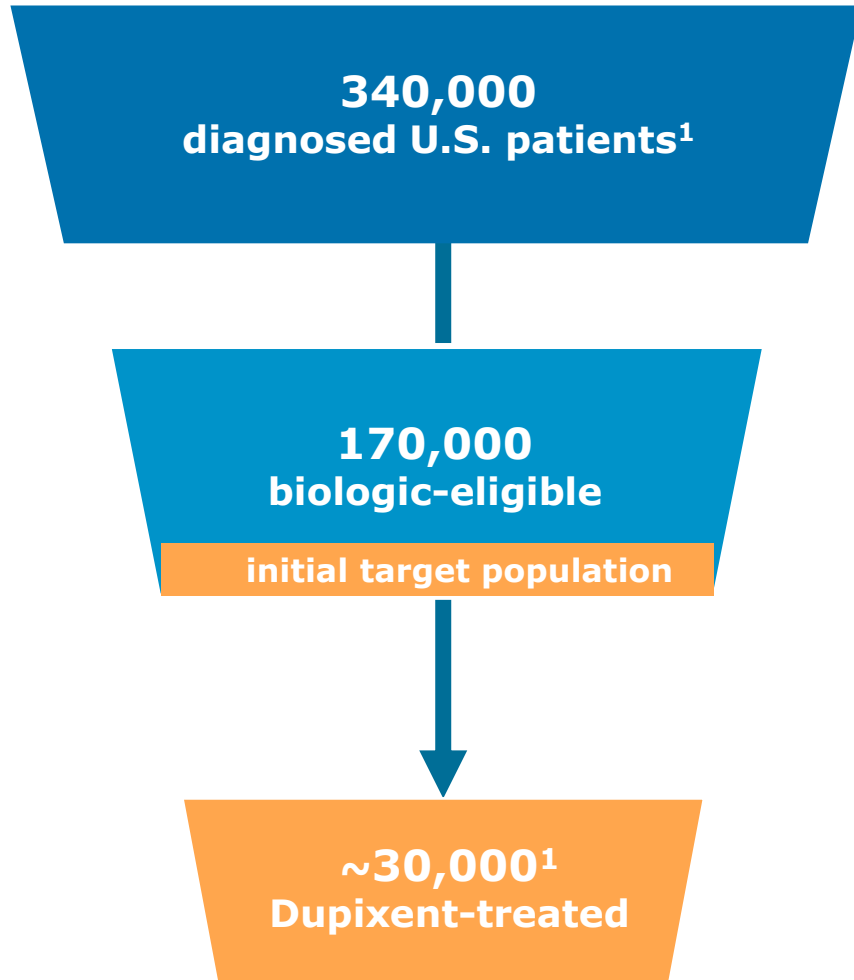 340,000
diagnosed U.S. patients¹
170,000
biologic-eligible
initial target population
~30,000¹
Dupixent-treated